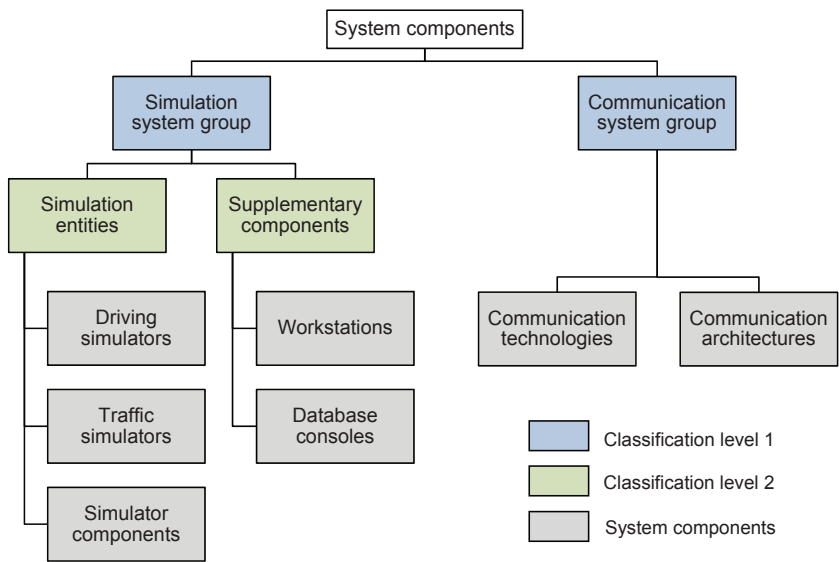 System components
Simulation
system group
Communication
system group
Simulation
entities
Supplementary
components
Driving
simulators
Workstations
Communication
technologies
Communication
architectures
Traffic
simulators
Database
consoles
Simulator
components
Classification level 1
Classification level 2
System components